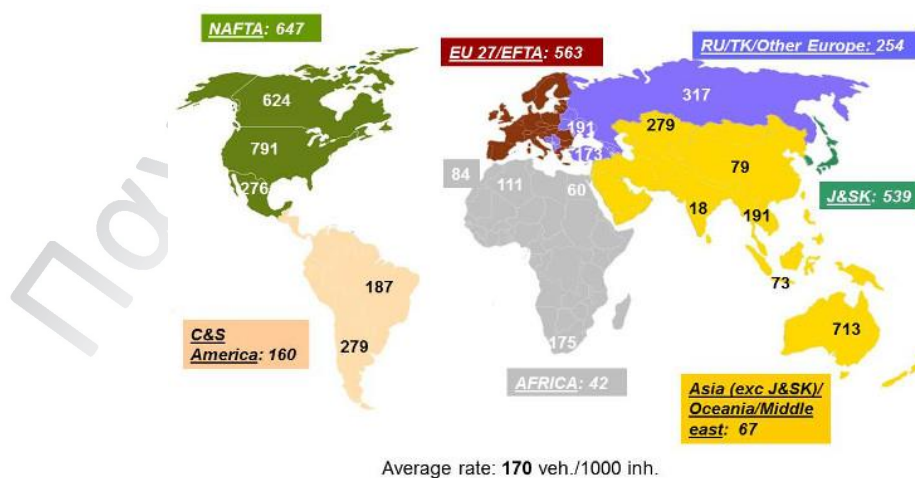 NAFTA: 647
EU 27/EFTA: 563
RU/TK/Other Europe: 254
624
317
791
191
279
173
276
84
111
60
79
J&SK: 539
18
191
187
73
C&S
America: 160
279
713
175
AFRICA: 42
Asia (exc J&SK)/
Oceania/Middle
east: 67
Average rate: 170 veh./1000 inh.